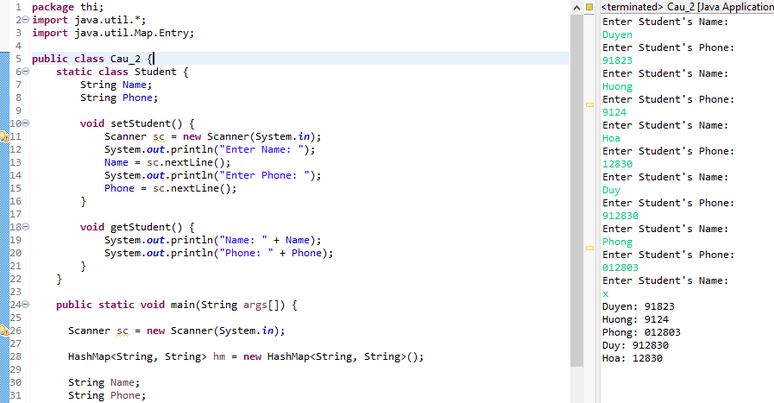 1 package thi;
2 import java.util.*;
3 import java.util.Map.Entry;
4
5 public class Cau_2 {
6 static class Student {
7 String Name;
8 String Phone;
9
10 void setStudent() {
11 Scanner sc = new Scanner(System.in);
12 System.out.println("Enter Name: ");
13 Name = sc.nextLine();
14 System.out.println("Enter Phone: ");
15 Phone = sc.nextLine();
16 }
17
18 void getStudent() {
19 System.out.println("Name: " + Name);
20 System.out.println("Phone: " + Phone);
21 }
22 }
23
24 public static void main(String args[]) {
25
26 Scanner sc = new Scanner(System.in);
27
28 HashMap<String, String> hm = new HashMap<String, String>();
29
30 String Name;
31 String Phone;
<terminated> Cau_2 [Java Application
Enter Student's Name:
Duyen
Enter Student's Phone:
91823
Enter Student's Name:
Huong
Enter Student's Phone:
9124
Enter Student's Name:
Hoa
Enter Student's Phone:
12830
Enter Student's Name:
Duy
Enter Student's Phone:
912830
Enter Student's Name:
Phong
Enter Student's Phone:
012803
Enter Student's Name:
x
Duyen: 91823
Huong: 9124
Phong: 012803
Duy: 912830
Hoa: 12830